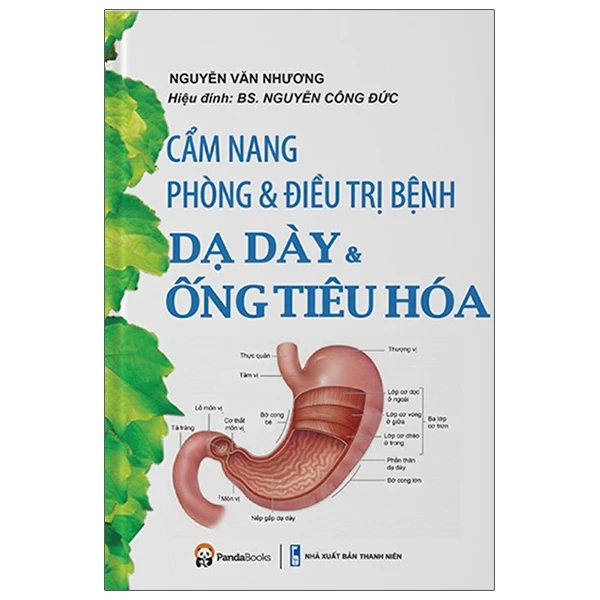 NGUYỄN VĂN NHƯƠNG
Hiệu đính: BS. NGUYỄN CÔNG ĐỨC
CẨM NANG
PHÒNG & ĐIỀU TRỊ BỆNH
DẠ DÀY &
ỐNG TIÊU HÓA
Thực quản
Thượng vị
Tâm vị
Lớp cơ dọc
ở ngoài
Lỗ môn vị
Bờ cong
bé
Lớp cơ vòng
ở giữa
Ba lớp
cơ trơn
Tá tràng
Cơ thắt
môn vị
Lớp cơ chéo
ở trong
Phần thân
dạ dày
Bờ cong lớn
Môn vị
Nếp gấp dạ dày
PandaBooks
NHÀ XUẤT BẢN THANH NIÊN